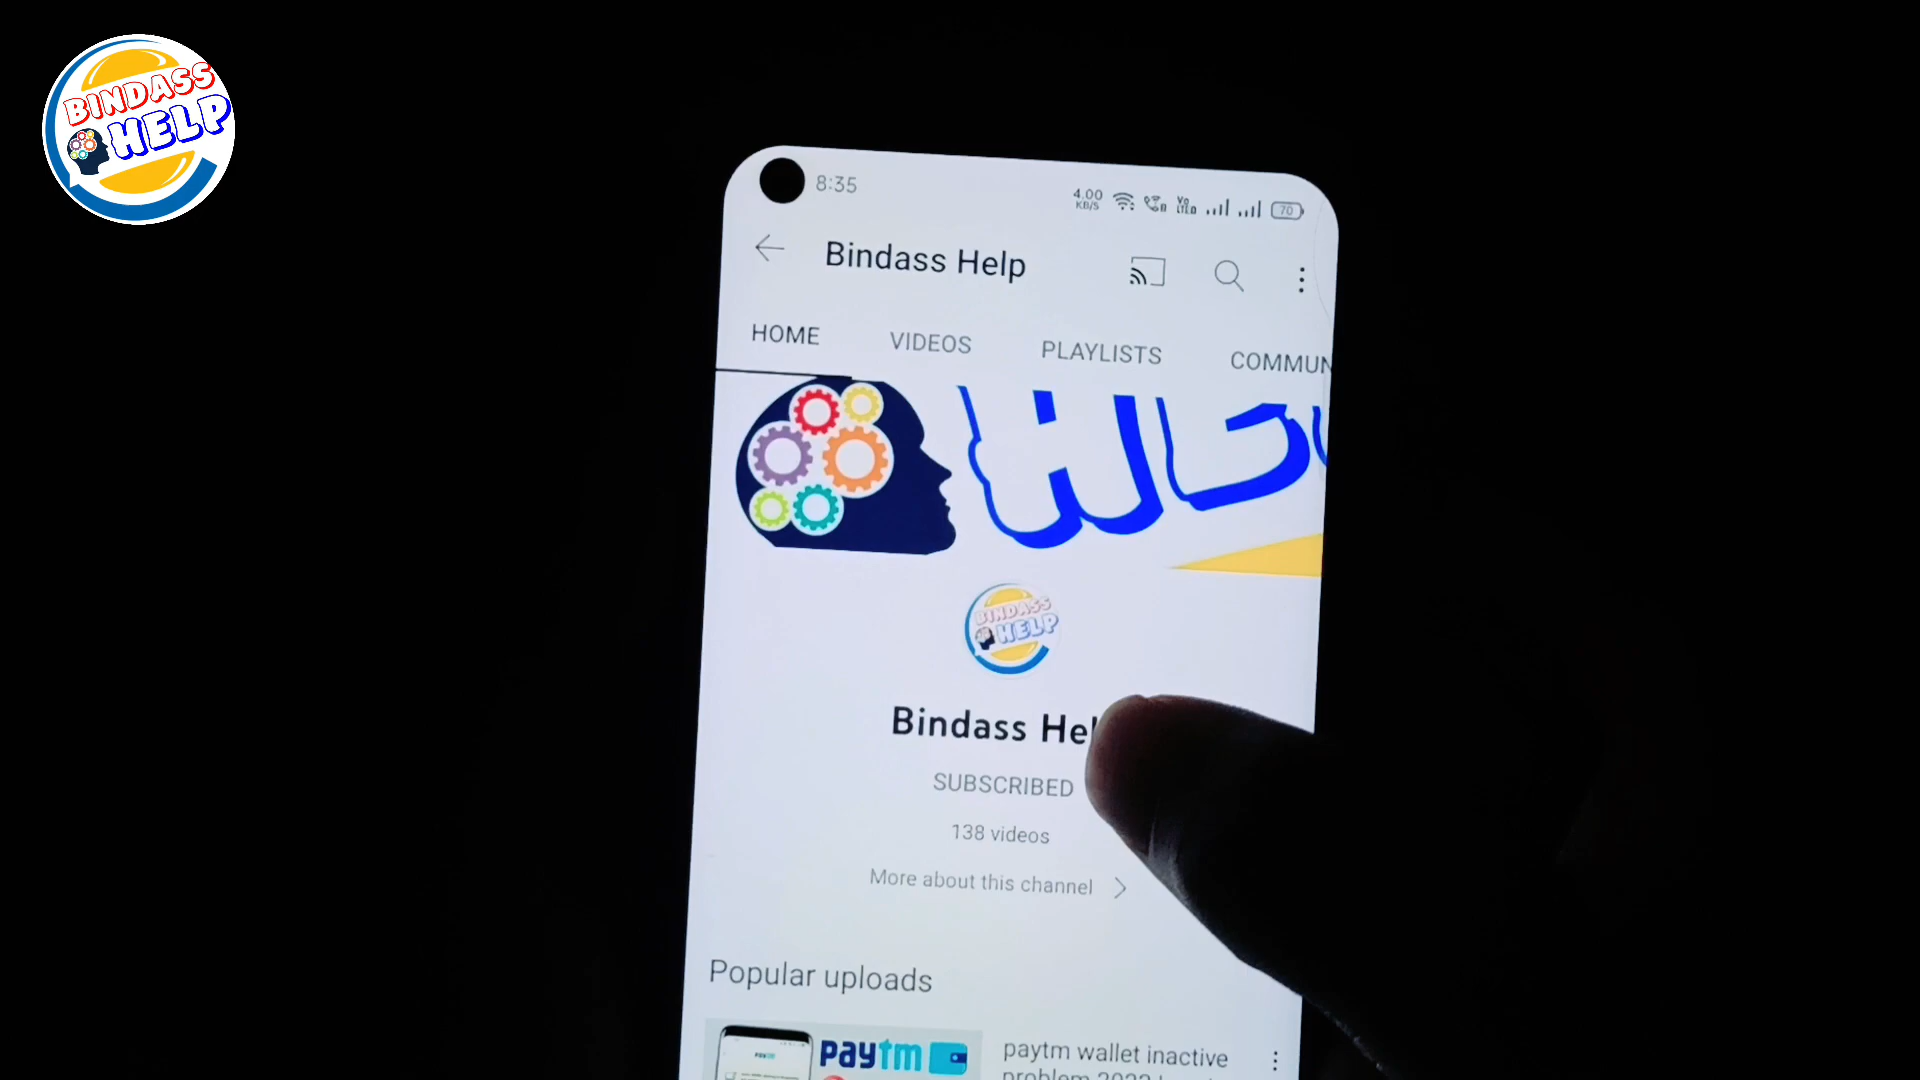 BINDASS
HELP
8:35
4.00
KB/S
70
Bindass Help
HOME
VIDEOS
PLAYLISTS
COMMUN
BINDASS
HELP
Bindass Hel
SUBSCRIBED
138 videos
More about this channel
Popular uploads
paytm
paytm wallet inactive
problem 2022